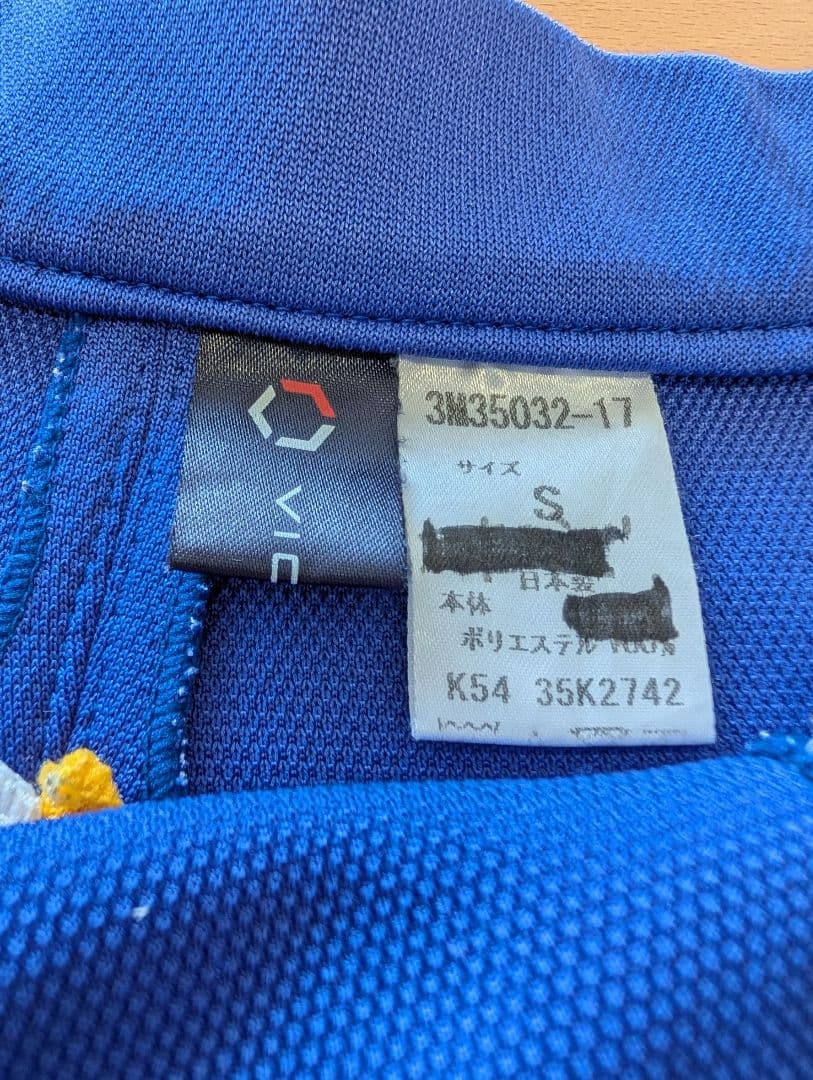 VIC
3M35032-17
サイズ
S
日本製
本体
ポリエステル 100%
K54 35K2742